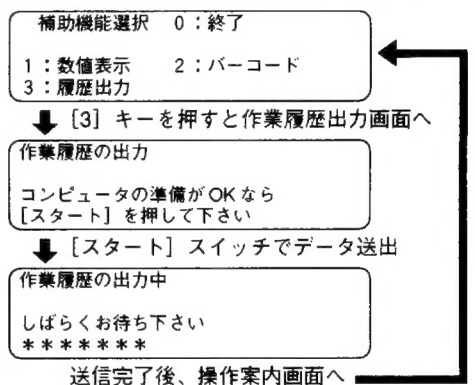 補助機能選択 0:終了
1:数値表示 2:バーコード
3:履歴出力
[3] キーを押すと作業履歴出力画面へ
作業履歴の出力
コンピュータの準備がOKなら
[スタート] を押して下さい
[スタート] スイッチでデータ送出
作業履歴の出力中
しばらくお待ち下さい
*******
送信完了後、操作案内画面へ